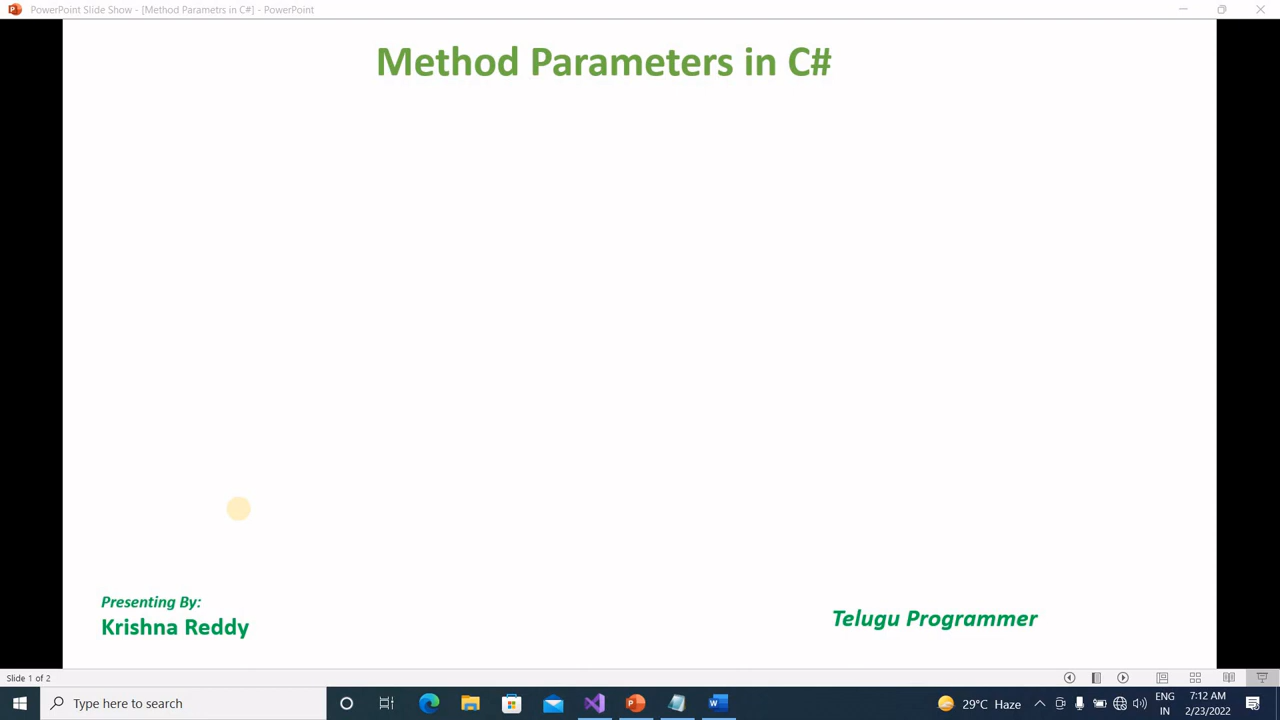 PowerPoint Slide Show - [Method Parametrs in C#] - PowerPoint
Method Parameters in C#
Presenting By:
Krishna Reddy
Telugu Programmer
Slide 1 of 2
Type here to search
29°C Haze
ENG
IN
7:12 AM
2/23/2022